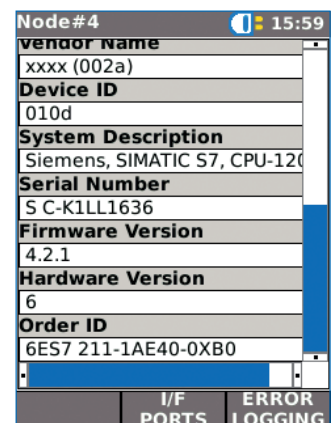 Node#4 15:59
Vendor Name
xxxx (002a)
Device ID
010d
System Description
Siemens, SIMATIC S7, CPU-120
Serial Number
S C-K1LL1636
Firmware Version
4.2.1
Hardware Version
6
Order ID
6ES7 211-1AE40-0XB0
I/F ERROR
PORTS LOGGING